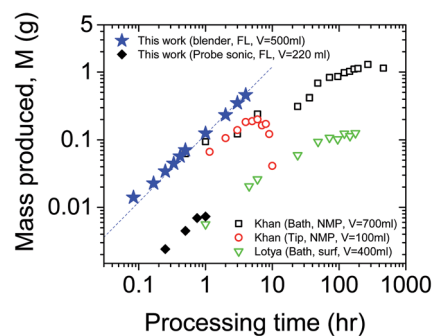 Mass produced, M (g)
5
1
0.1
0.01
This work (blender, FL, V=500ml)
This work (Probe sonic, FL, V=220 ml)
Khan (Bath, NMP, V=700ml)
Khan (Tip, NMP, V=100ml)
Lotya (Bath, surf, V=400ml)
0.1 1 10 100 1000
Processing time (hr)